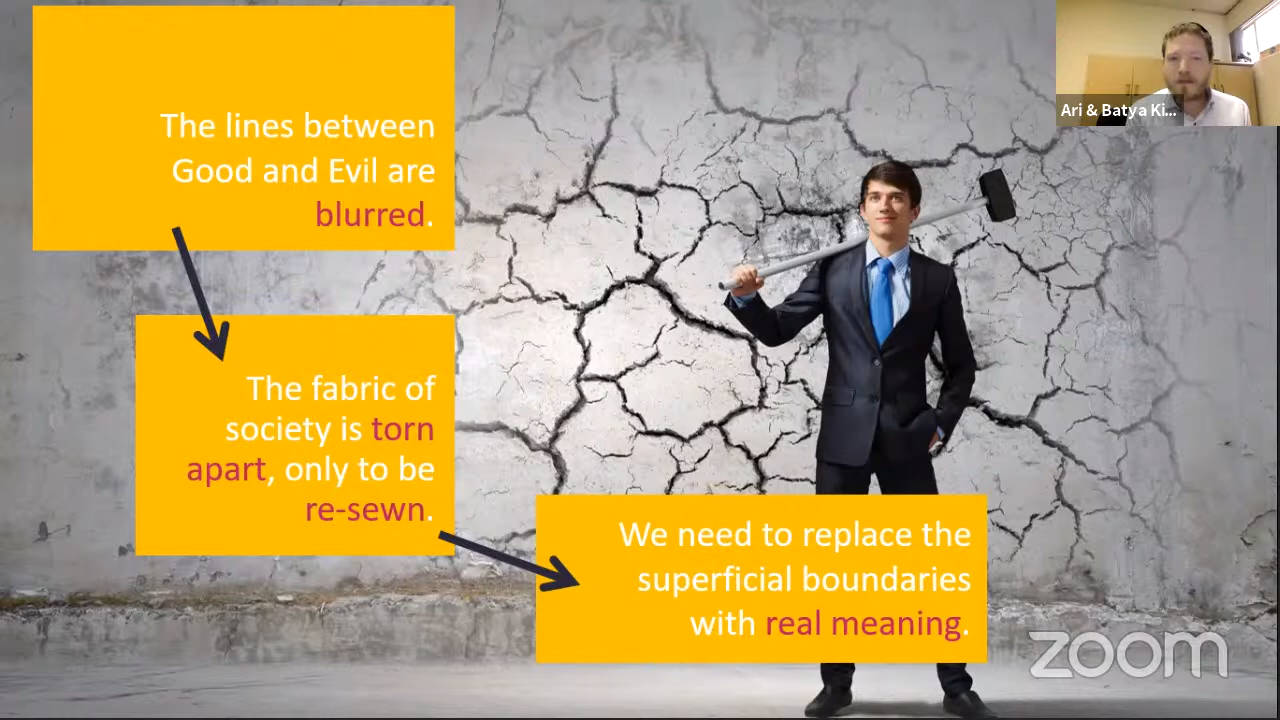 The lines between
Good and Evil are
blurred.
The fabric of
society is torn
apart, only to be
re-sewn.
We need to replace the
superficial boundaries
with real meaning.
Ari & Batya Ki...
zoom